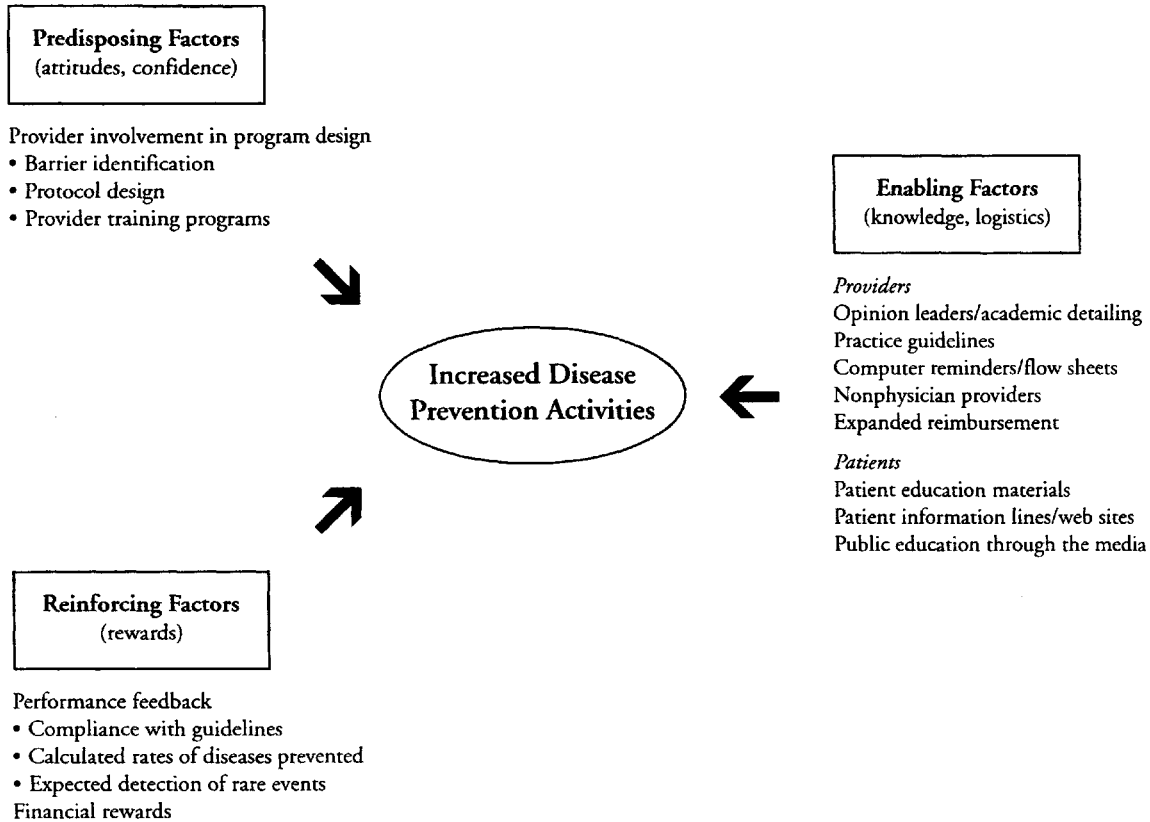 Predisposing Factors
(attitudes, confidence)
Provider involvement in program design
• Barrier identification
• Protocol design
• Provider training programs
Enabling Factors
(knowledge, logistics)
Providers
Opinion leaders/academic detailing
Practice guidelines
Computer reminders/flow sheets
Nonphysician providers
Expanded reimbursement
Patients
Patient education materials
Patient information lines/web sites
Public education through the media
Increased Disease
Prevention Activities
Reinforcing Factors
(rewards)
Performance feedback
• Compliance with guidelines
• Calculated rates of diseases prevented
• Expected detection of rare events
Financial rewards